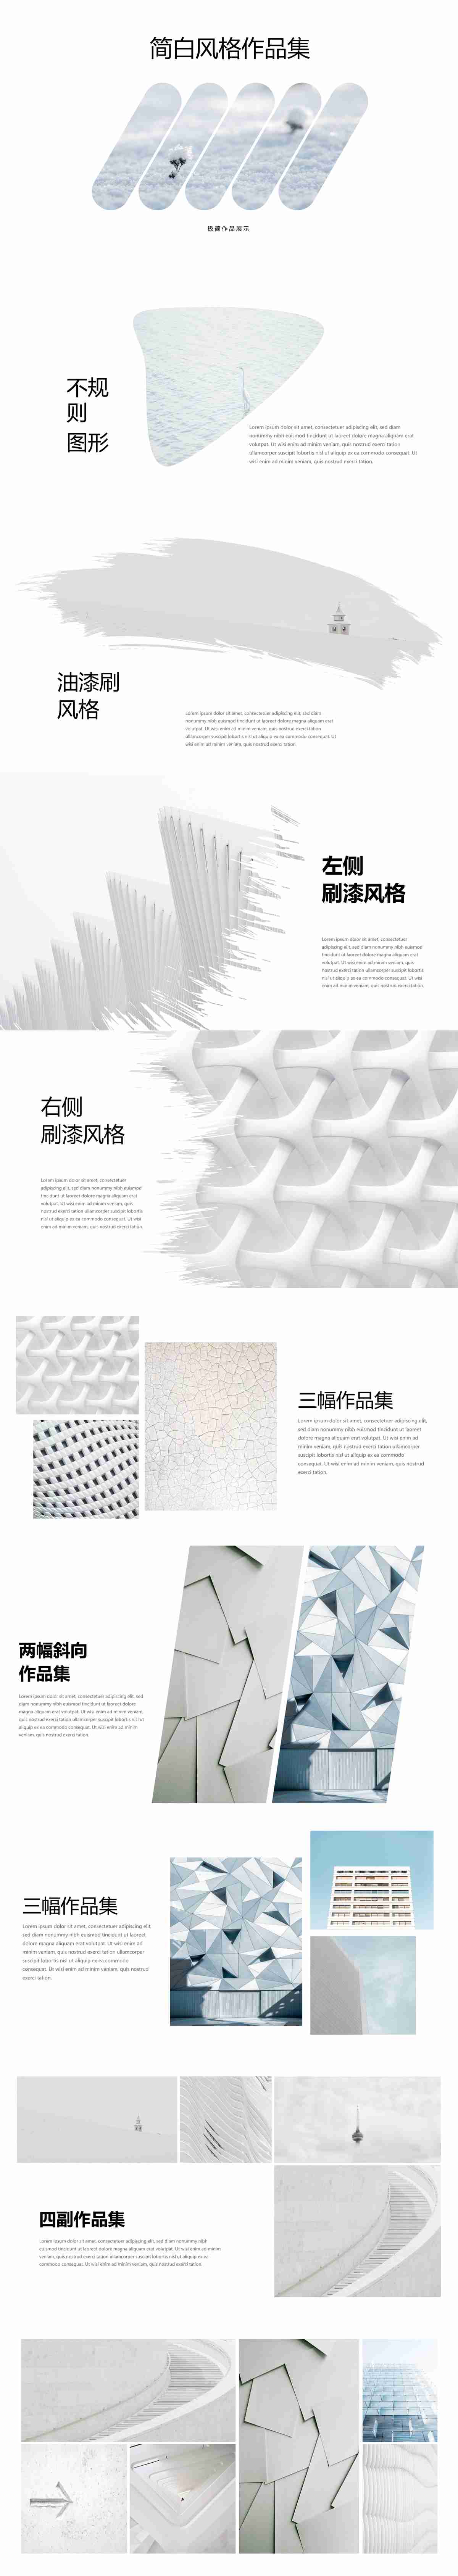 简白风格作品集
极简作品展示
不规
则
图形
Lorem ipsum dolor sit amet, consectetuer adipiscing elit, sed diam
nonummy nibh euismod tincidunt ut laoreet dolore magna aliquam erat
volutpat. Ut wisi enim ad minim veniam, quis nostrud exerci tation
ullamcorper suscipit lobortis nisl ut aliquip ex ea commodo consequat. Ut
wisi enim ad minim veniam, quis nostrud exerci tation.
油漆刷
风格
Lorem ipsum dolor sit amet, consectetuer adipiscing elit, sed diam
nonummy nibh euismod tincidunt ut laoreet dolore magna aliquam erat
volutpat. Ut wisi enim ad minim veniam, quis nostrud exerci tation
ullamcorper suscipit lobortis nisl ut aliquip ex ea commodo consequat. Ut
wisi enim ad minim veniam, quis nostrud exerci tation.
左侧
刷漆风格
Lorem ipsum dolor sit amet, consectetuer
adipiscing elit, sed diam nonummy nibh euismod
tincidunt ut laoreet dolore magna aliquam erat
volutpat. Ut wisi enim ad minim veniam, quis
nostrud exerci tation ullamcorper suscipit lobortis
nisl ut aliquip ex ea commodo consequat. Ut wisi
enim ad minim veniam, quis nostrud exerci tation.
右侧
刷漆风格
Lorem ipsum dolor sit amet, consectetuer
adipiscing elit, sed diam nonummy nibh euismod
tincidunt ut laoreet dolore magna aliquam erat
volutpat. Ut wisi enim ad minim veniam, quis
nostrud exerci tation ullamcorper suscipit lobortis
nisl ut aliquip ex ea commodo consequat. Ut wisi
enim ad minim veniam, quis nostrud exerci tation.
三幅作品集
Lorem ipsum dolor sit amet, consectetuer adipiscing elit,
sed diam nonummy nibh euismod tincidunt ut laoreet
dolore magna aliquam erat volutpat. Ut wisi enim ad
minim veniam, quis nostrud exerci tation ullamcorper
suscipit lobortis nisl ut aliquip ex ea commodo
consequat. Ut wisi enim ad minim veniam, quis nostrud
exerci tation.
两幅斜向
作品集
Lorem ipsum dolor sit amet, consectetuer adipiscing elit, sed
diam nonummy nibh euismod tincidunt ut laoreet dolore
magna aliquam erat volutpat. Ut wisi enim ad minim veniam,
quis nostrud exerci tation ullamcorper suscipit lobortis nisl ut
aliquip ex ea commodo consequat. Ut wisi enim ad minim
veniam, quis nostrud exerci tation.
三幅作品集
Lorem ipsum dolor sit amet, consectetuer adipiscing elit,
sed diam nonummy nibh euismod tincidunt ut laoreet
dolore magna aliquam erat volutpat. Ut wisi enim ad
minim veniam, quis nostrud exerci tation ullamcorper
suscipit lobortis nisl ut aliquip ex ea commodo
consequat. Ut wisi enim ad minim veniam, quis nostrud
exerci tation.
四副作品集
Lorem ipsum dolor sit amet, consectetuer adipiscing elit, sed diam nonummy nibh
euismod tincidunt ut laoreet dolore magna aliquam erat volutpat. Ut wisi enim ad minim
veniam, quis nostrud exerci tation ullamcorper suscipit lobortis nisl ut aliquip ex ea
commodo consequat. Ut wisi enim ad minim veniam, quis nostrud exerci tation.